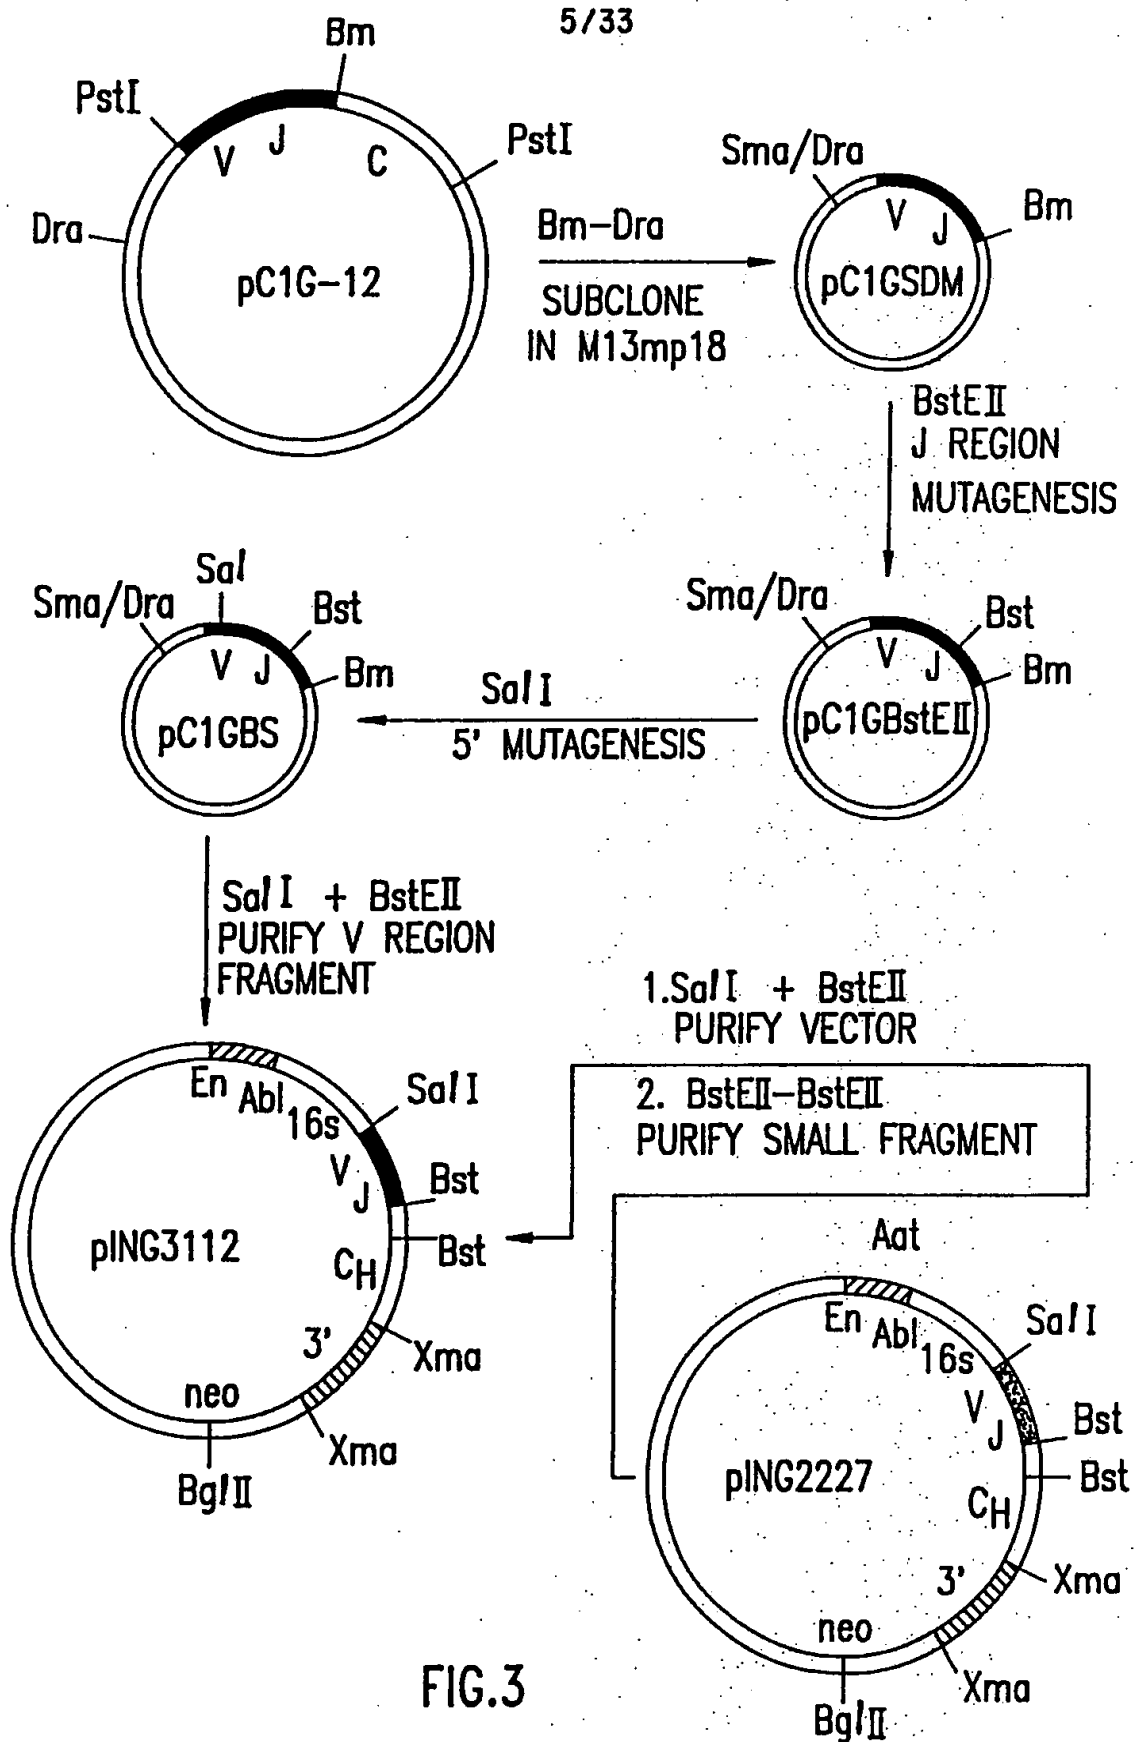 5/33
Bm
PstI
V
J
C
PstI
Dra
pC1G-12
Bm-Dra
SUBCLONE
IN M13mp18
Sma/Dra
V
J
Bm
pC1GSDM
BstEII
J REGION
MUTAGENESIS
Sma/Dra
Bst
V
J
Bm
pC1GBstEII
SalI
5' MUTAGENESIS
Sal
Sma/Dra
Bst
V
J
Bm
pC1GBS
SalI + BstEII
PURIFY V REGION
FRAGMENT
1.SalI + BstEII
PURIFY VECTOR
2. BstEII-BstEII
PURIFY SMALL FRAGMENT
En
Abl
16s
SalI
V
J
Bst
Bst
pING3112
CH
3'
Xma
neo
Xma
BglII
Aat
En
Abl
16s
SalI
V
J
Bst
Bst
pING2227
CH
3'
Xma
neo
Xma
BglII
FIG.3